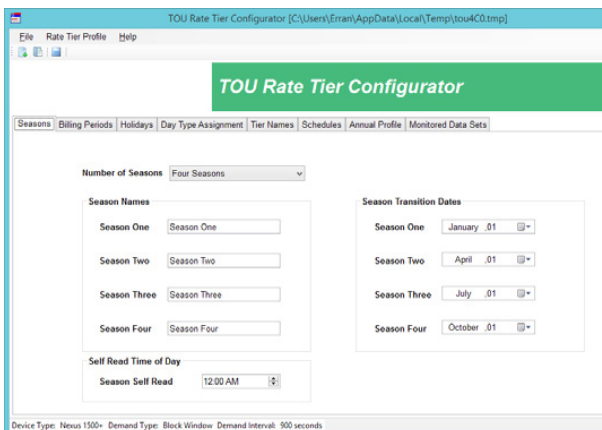 TOU Rate Tier Configurator [C:\Users\Erran\AppData\Local\Temp\tou4C0.tmp]
File Rate Tier Profile Help
TOU Rate Tier Configurator
Seasons Billing Periods Holidays Day Type Assignment Tier Names Schedules Annual Profile Monitored Data Sets
Number of Seasons Four Seasons
Season Names
Season One Season One
Season Two Season Two
Season Three Season Three
Season Four Season Four
Season Transition Dates
Season One January ,01
Season Two April ,01
Season Three July ,01
Season Four October ,01
Self Read Time of Day
Season Self Read 12:00 AM
Device Type: Nexus 1500+ Demand Type: Block Window Demand Interval: 900 seconds